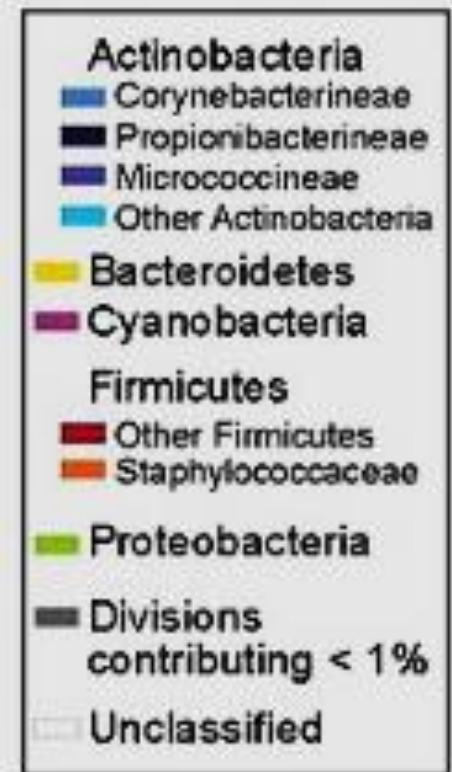 Actinobacteria
Corynebacterineae
Propionibacterineae
Micrococcineae
Other Actinobacteria
Bacteroidetes
Cyanobacteria
Firmicutes
Other Firmicutes
Staphylococcaceae
Proteobacteria
Divisions
contributing < 1%
Unclassified